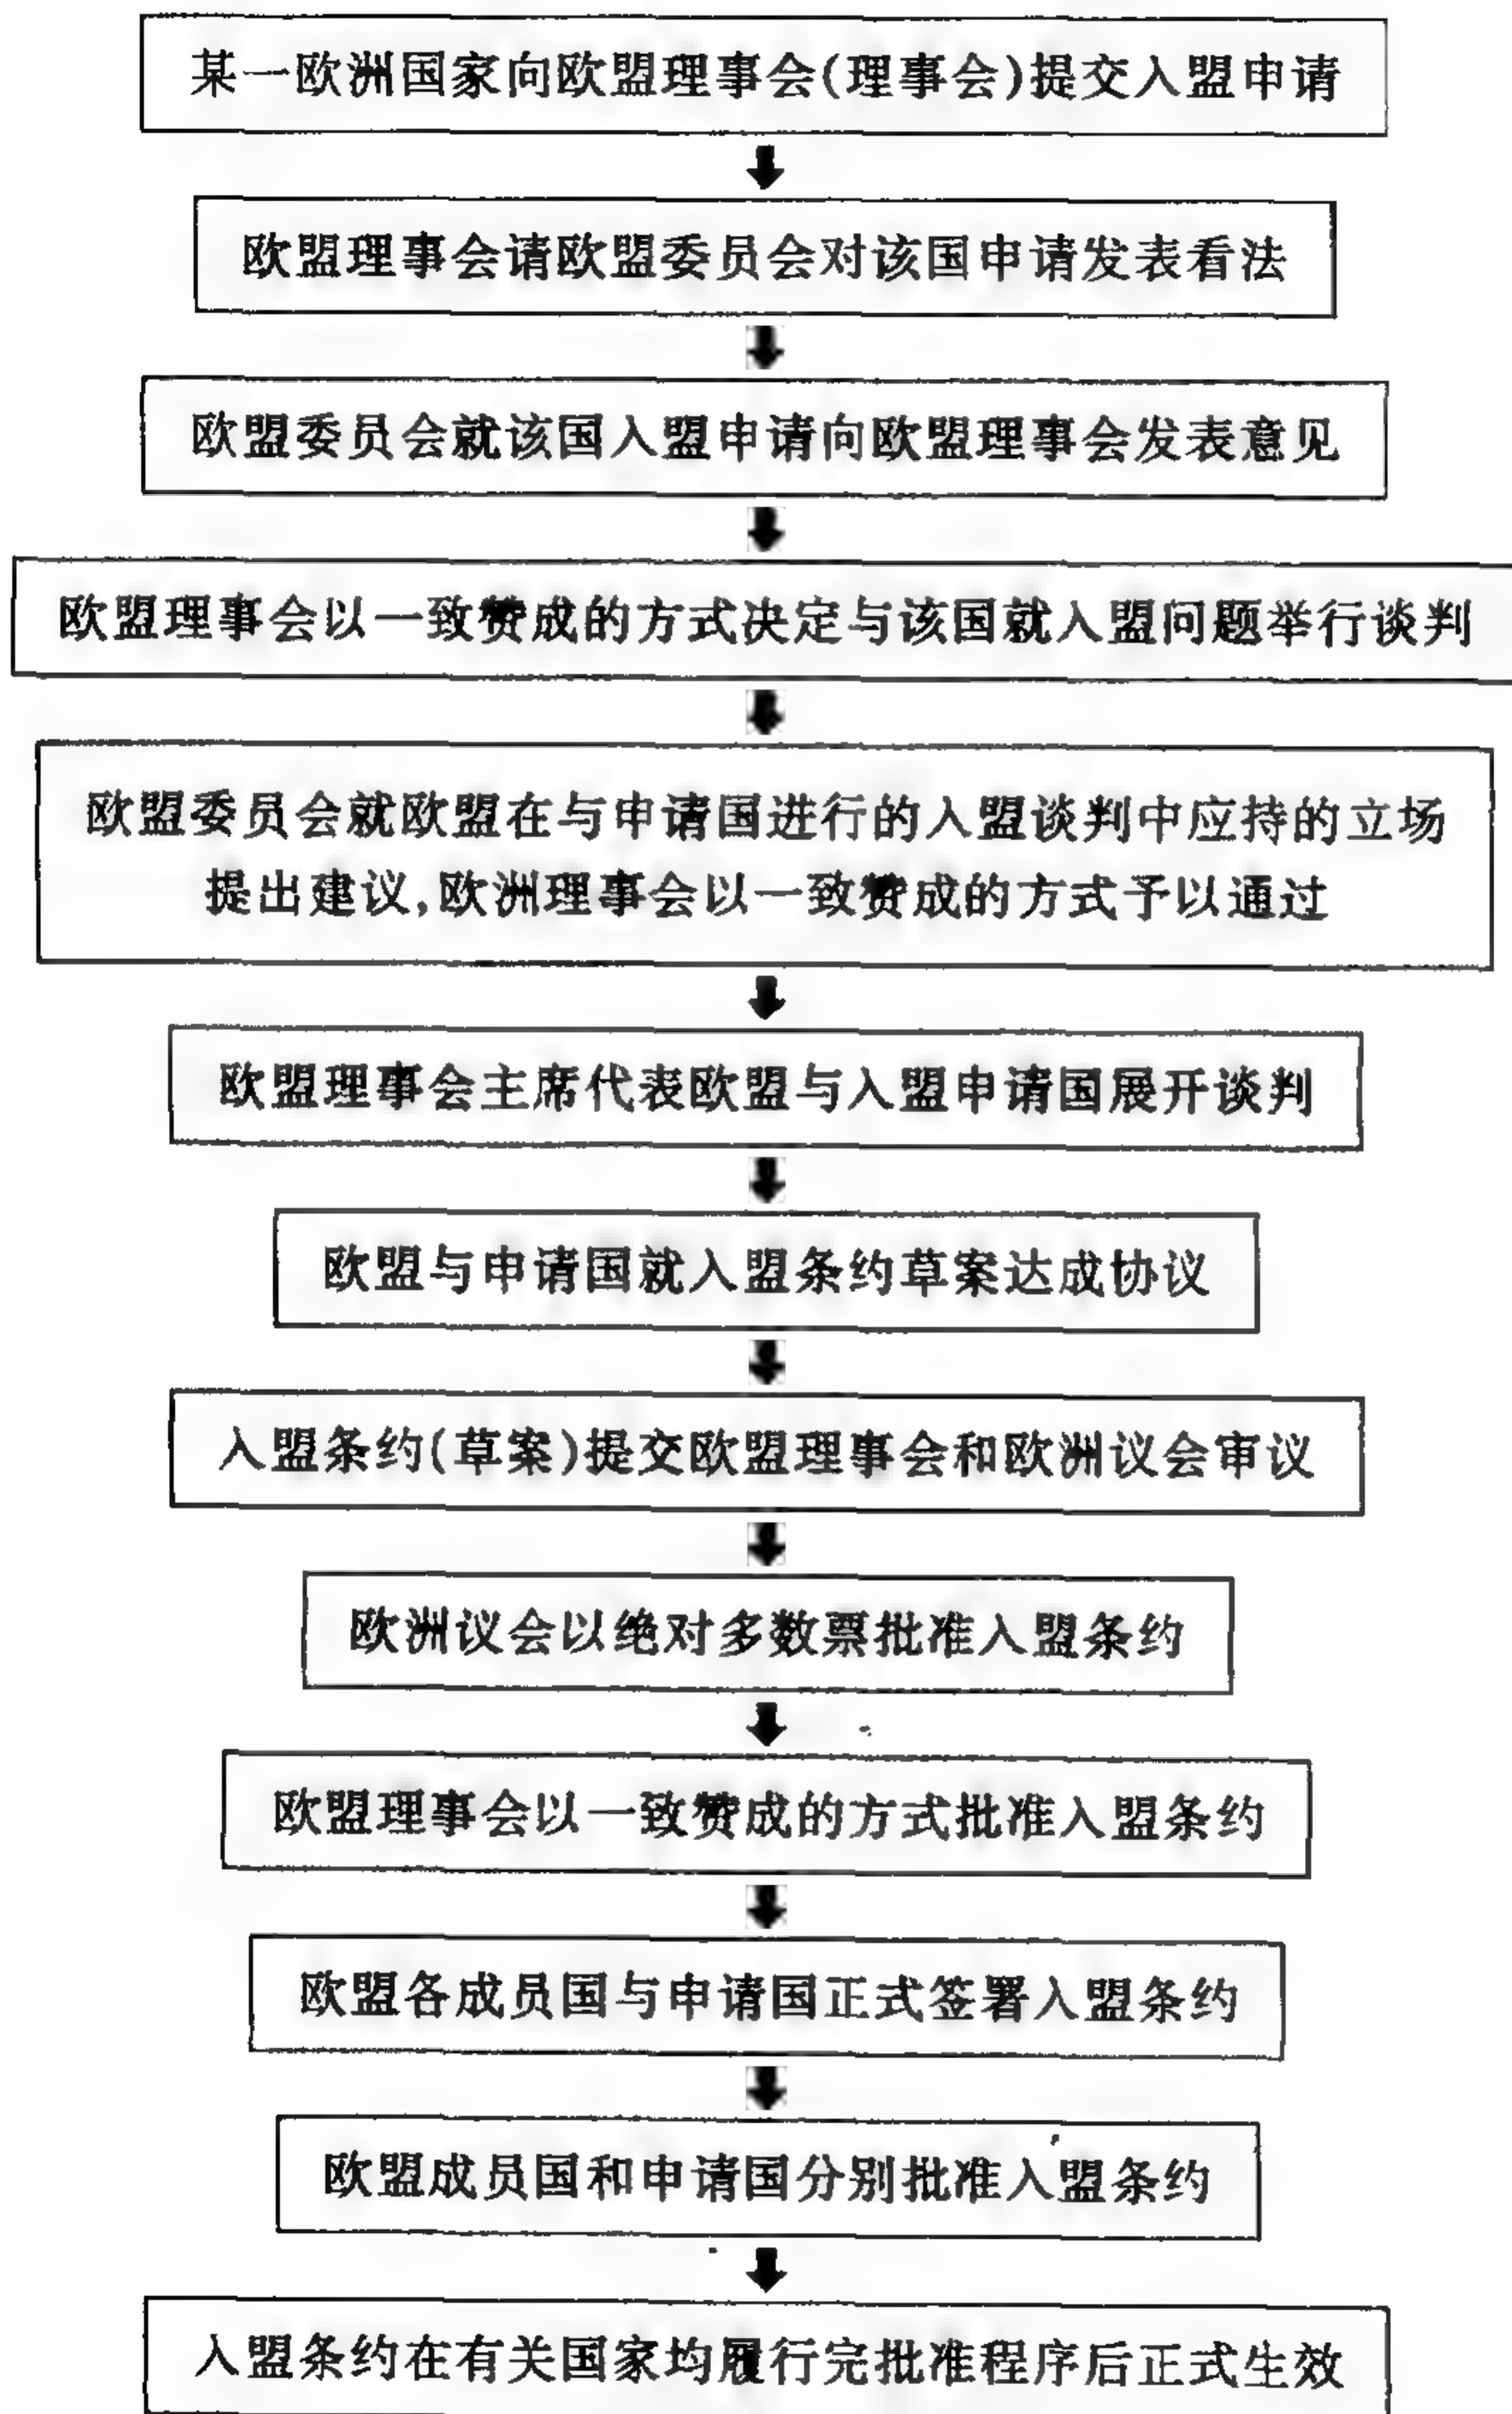 某一欧洲国家向欧盟理事会(理事会)提交入盟申请
欧盟理事会请欧盟委员会对该国申请发表看法
欧盟委员会就该国入盟申请向欧盟理事会发表意见
欧盟理事会以一致赞成的方式决定与该国就入盟问题举行谈判
欧盟委员会就欧盟在与申请国进行的入盟谈判中应持的立场
提出建议,欧洲理事会以一致赞成的方式予以通过
欧盟理事会主席代表欧盟与入盟申请国展开谈判
欧盟与申请国就入盟条约草案达成协议
入盟条约(草案)提交欧盟理事会和欧洲议会审议
欧洲议会以绝对多数票批准入盟条约
欧盟理事会以一致赞成的方式批准入盟条约
欧盟各成员国与申请国正式签署入盟条约
欧盟成员国和申请国分别批准入盟条约
入盟条约在有关国家均履行完批准程序后正式生效